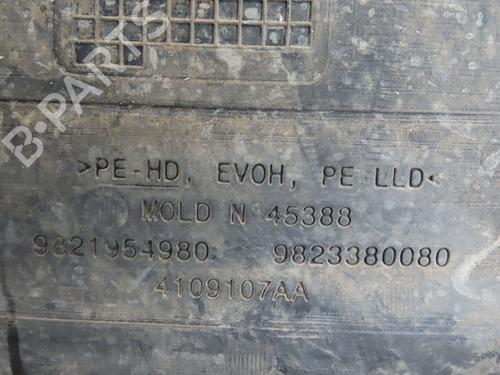 B-PARTS
>PE-HD, EVOH, PE LLD<
MOLD N 45388
9821954980 9823380080
4109107AA